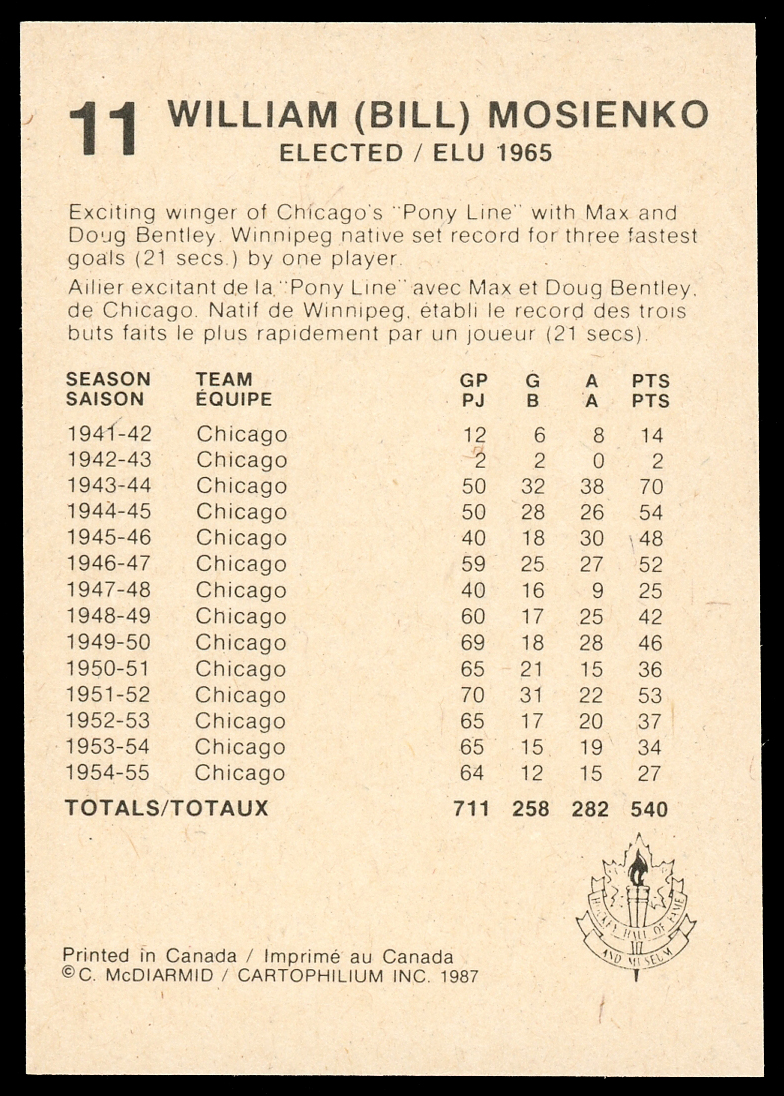 11 WILLIAM (BILL) MOSIENKO
ELECTED / ELU 1965
Exciting winger of Chicago's "Pony Line" with Max and
Doug Bentley. Winnipeg native set record for three fastest
goals (21 secs.) by one player.
Ailier excitant de la "Pony Line" avec Max et Doug Bentley,
de Chicago. Natif de Winnipeg, établi le record des trois
buts faits le plus rapidement par un joueur (21 secs).
SEASON TEAM GP G A PTS
SAISON ÉQUIPE PJ B A PTS
1941-42 Chicago 12 6 8 14
1942-43 Chicago 2 2 0 2
1943-44 Chicago 50 32 38 70
1944-45 Chicago 50 28 26 54
1945-46 Chicago 40 18 30 48
1946-47 Chicago 59 25 27 52
1947-48 Chicago 40 16 9 25
1948-49 Chicago 60 17 25 42
1949-50 Chicago 69 18 28 46
1950-51 Chicago 65 21 15 36
1951-52 Chicago 70 31 22 53
1952-53 Chicago 65 17 20 37
1953-54 Chicago 65 15 19 34
1954-55 Chicago 64 12 15 27
TOTALS/TOTAUX 711 258 282 540
HOCKEY HALL OF FAME
AND MUSEUM
Printed in Canada / Imprimé au Canada
©C. McDIARMID / CARTOPHILIUM INC. 1987